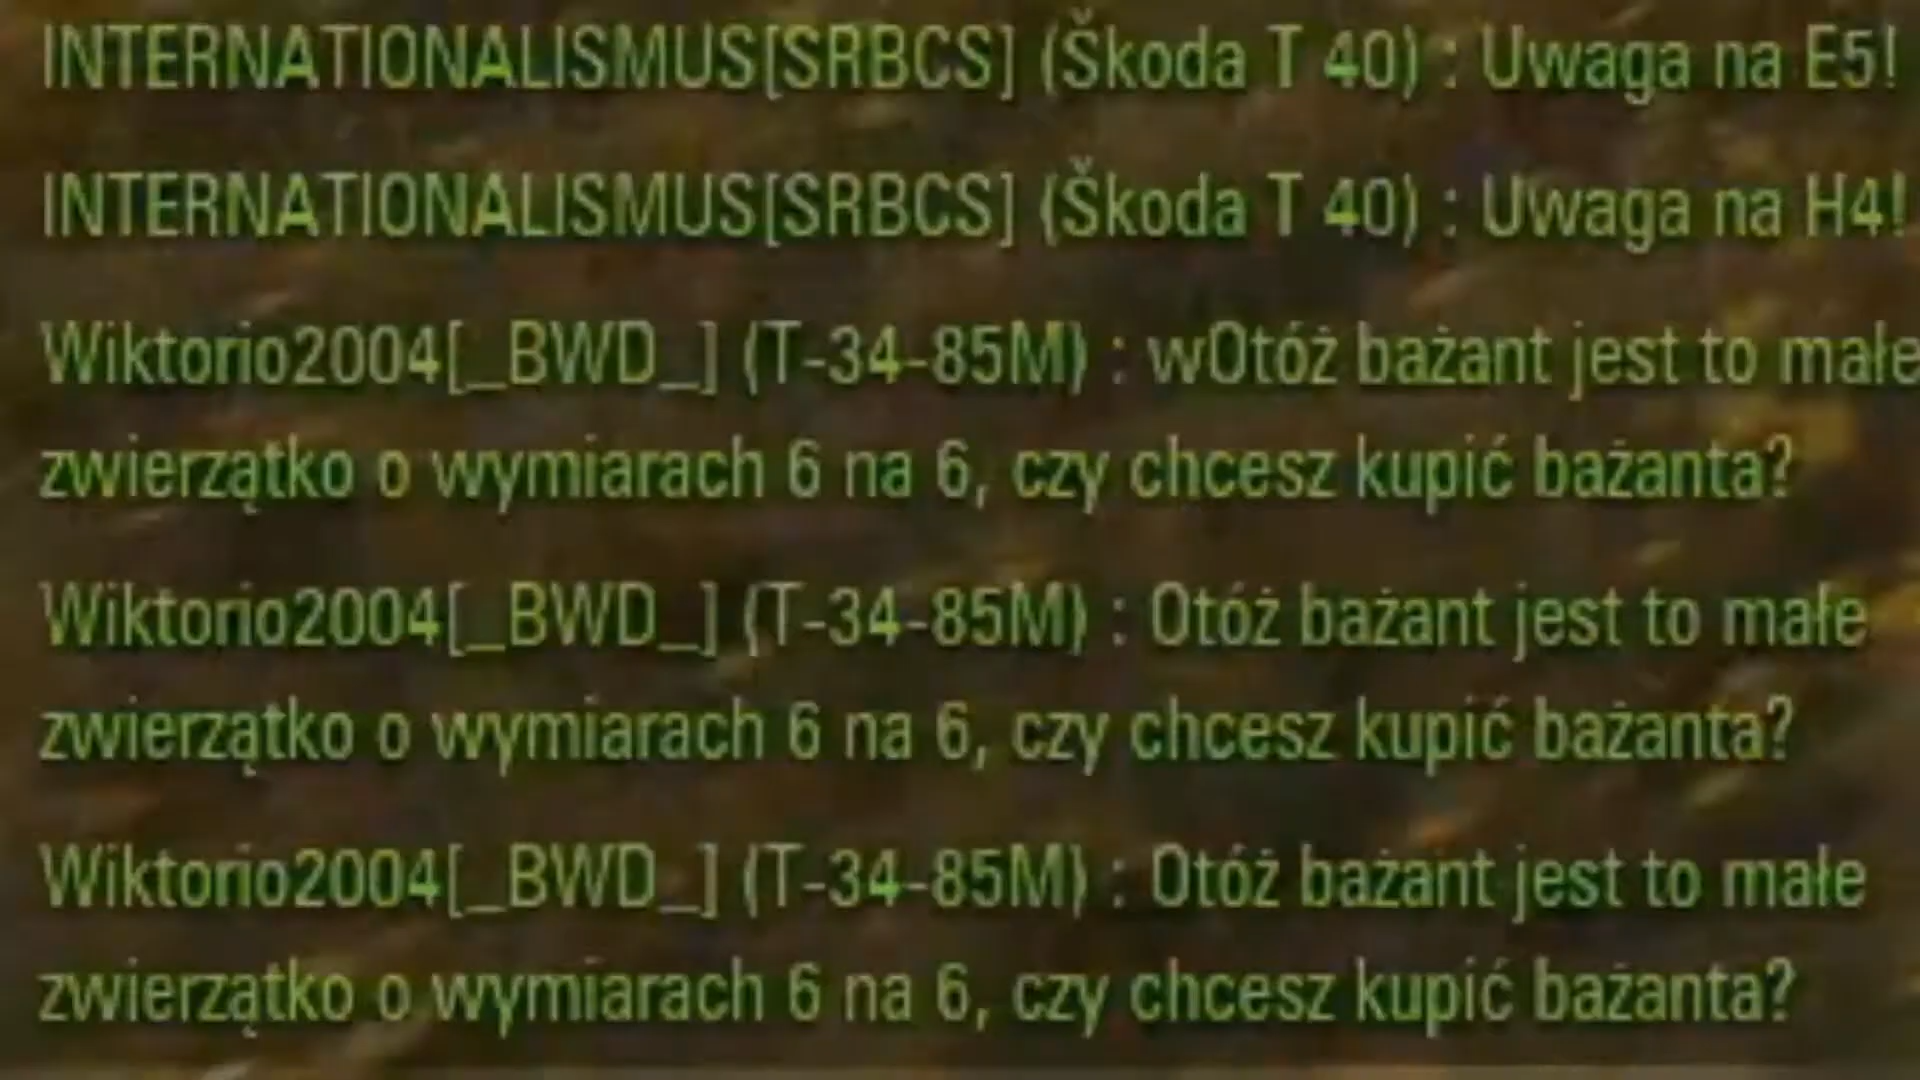 INTERNATIONALISMUS[SRBCS] (Škoda T 40) : Uwaga na E5!
INTERNATIONALISMUS[SRBCS] (Škoda T 40) : Uwaga na H4!
Wiktorio2004[_BWD_] (T-34-85M) : wOtóż bażant jest to małe
zwierzątko o wymiarach 6 na 6, czy chcesz kupić bażanta?
Wiktorio2004[_BWD_] (T-34-85M) : Otóż bażant jest to małe
zwierzątko o wymiarach 6 na 6, czy chcesz kupić bażanta?
Wiktorio2004[_BWD_] (T-34-85M) : Otóż bażant jest to małe
zwierzątko o wymiarach 6 na 6, czy chcesz kupić bażanta?